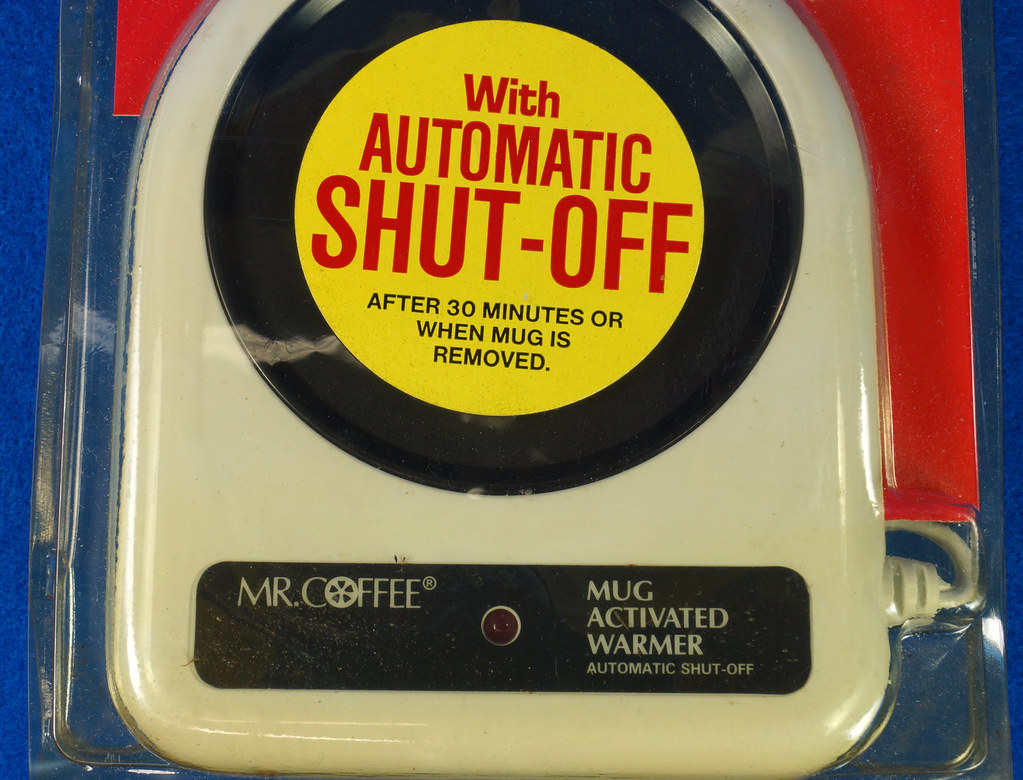 With
AUTOMATIC
SHUT-OFF
AFTER 30 MINUTES OR
WHEN MUG IS
REMOVED.
MR.COFFEE®
MUG
ACTIVATED
WARMER
AUTOMATIC SHUT-OFF